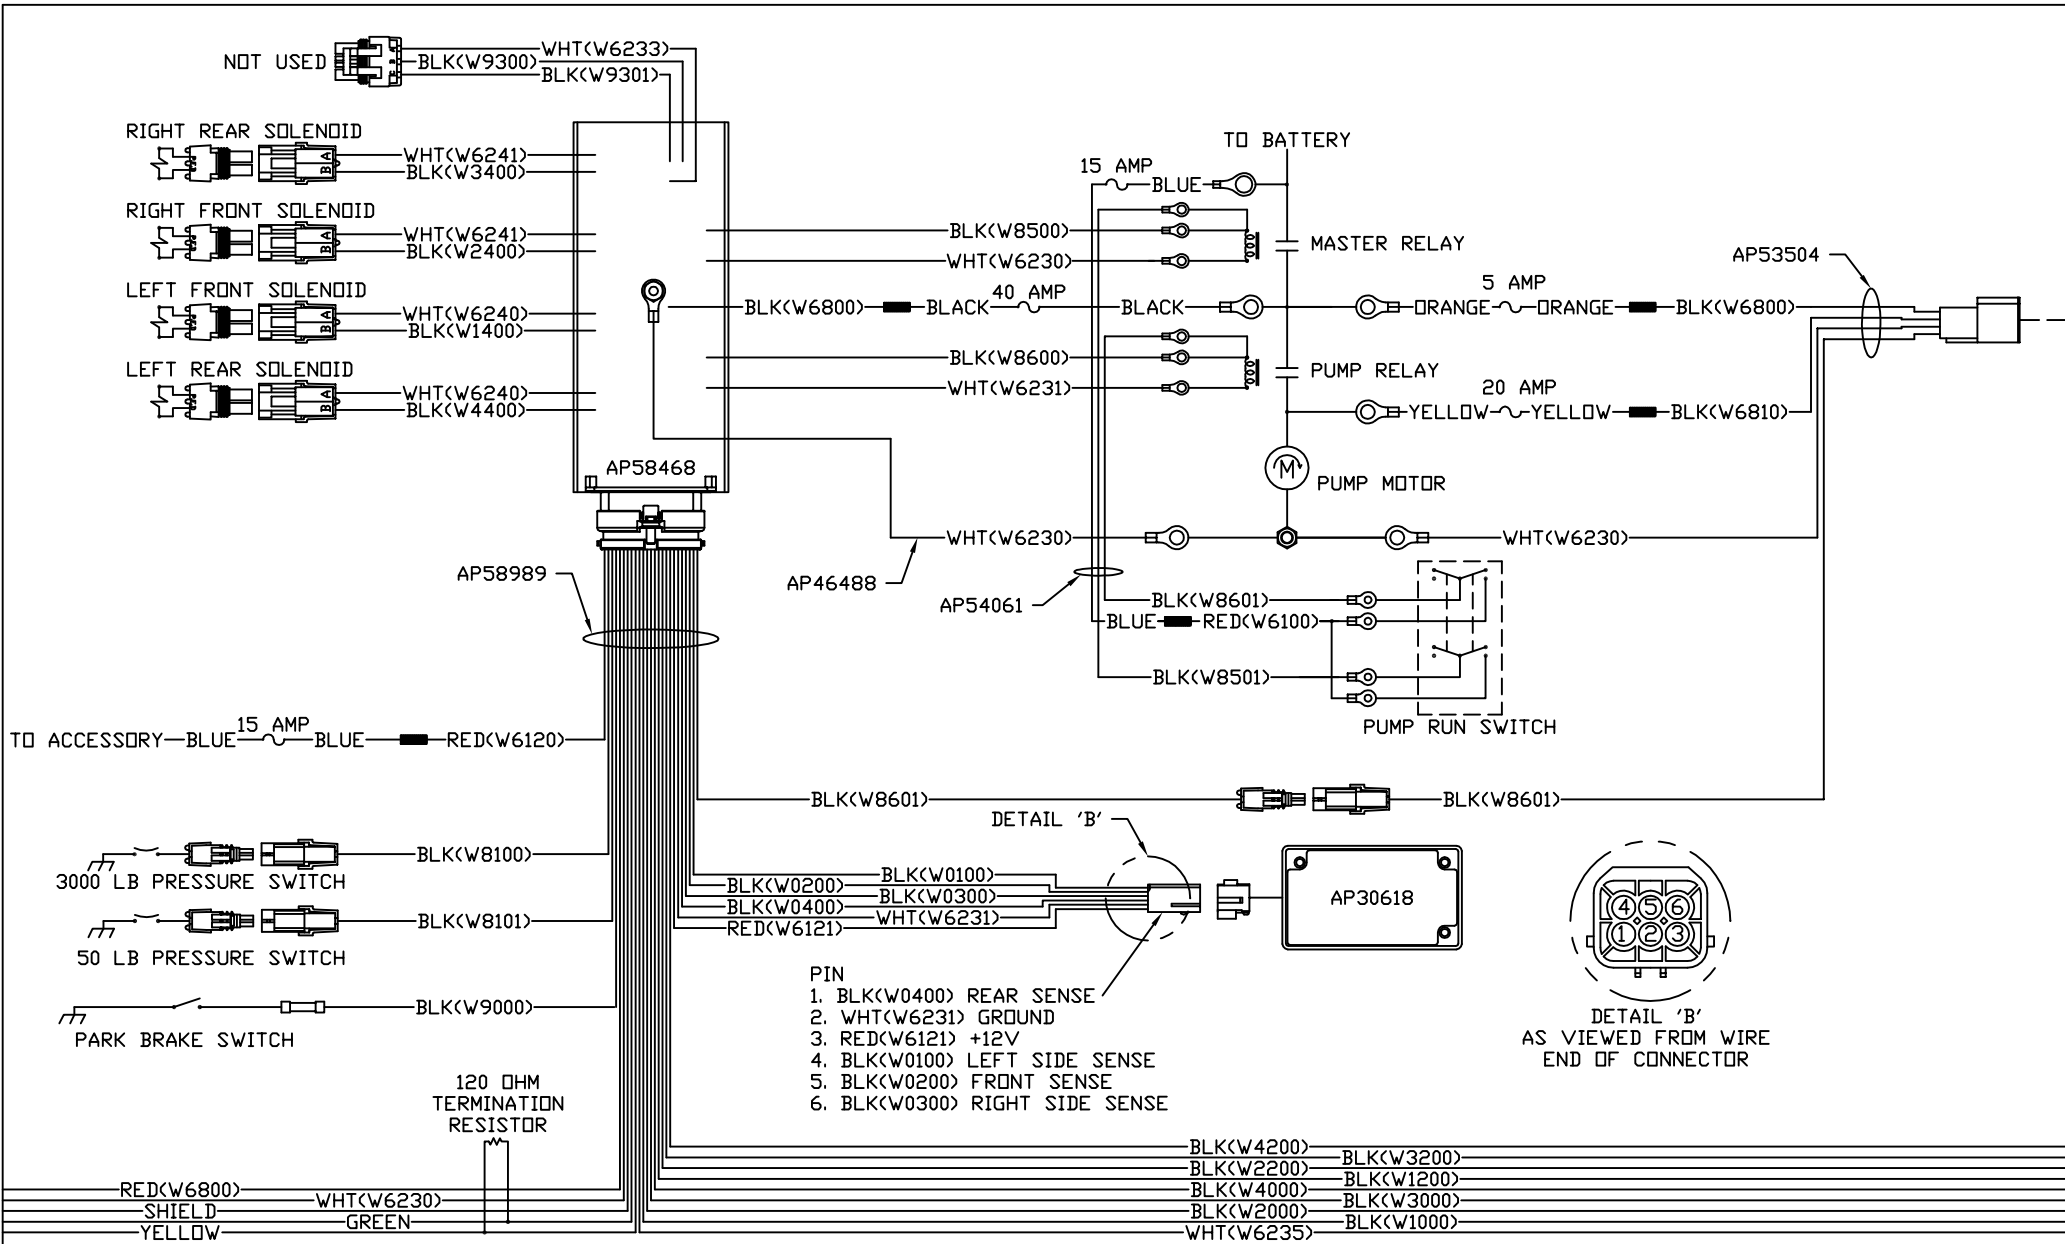 NOT USED
WHT(W6233)
BLK(W9300)
BLK(W9301)
RIGHT REAR SOLENOID
A
B
WHT(W6241)
BLK(W3400)
RIGHT FRONT SOLENOID
A
B
WHT(W6241)
BLK(W2400)
LEFT FRONT SOLENOID
A
B
WHT(W6240)
BLK(W1400)
LEFT REAR SOLENOID
A
B
WHT(W6240)
BLK(W4400)
AP58468
TO BATTERY
15 AMP
BLUE
BLK(W8500)
WHT(W6230)
MASTER RELAY
BLK(W6800)
BLACK
40 AMP
BLACK
5 AMP
ORANGE
ORANGE
BLK(W6800)
AP53504
BLK(W8600)
WHT(W6231)
PUMP RELAY
20 AMP
YELLOW
YELLOW
BLK(W6810)
M
PUMP MOTOR
WHT(W6230)
WHT(W6230)
AP58989
AP46488
AP54061
BLK(W8601)
BLUE
RED(W6100)
BLK(W8501)
PUMP RUN SWITCH
TO ACCESSORY
BLUE
15 AMP
BLUE
RED(W6120)
BLK(W8601)
BLK(W8601)
BLK(W8100)
3000 LB PRESSURE SWITCH
BLK(W8101)
50 LB PRESSURE SWITCH
BLK(W9000)
PARK BRAKE SWITCH
DETAIL 'B'
BLK(W0100)
BLK(W0200)
BLK(W0300)
BLK(W0400)
WHT(W6231)
RED(W6121)
AP30618
PIN
1. BLK(W0400) REAR SENSE
2. WHT(W6231) GROUND
3. RED(W6121) +12V
4. BLK(W0100) LEFT SIDE SENSE
5. BLK(W0200) FRONT SENSE
6. BLK(W0300) RIGHT SIDE SENSE
4 5 6
1 2 3
DETAIL 'B'
AS VIEWED FROM WIRE
END OF CONNECTOR
120 OHM
TERMINATION
RESISTOR
RED(W6800)
WHT(W6230)
SHIELD
GREEN
YELLOW
BLK(W4200)
BLK(W3200)
BLK(W2200)
BLK(W1200)
BLK(W4000)
BLK(W3000)
BLK(W2000)
BLK(W1000)
WHT(W6235)